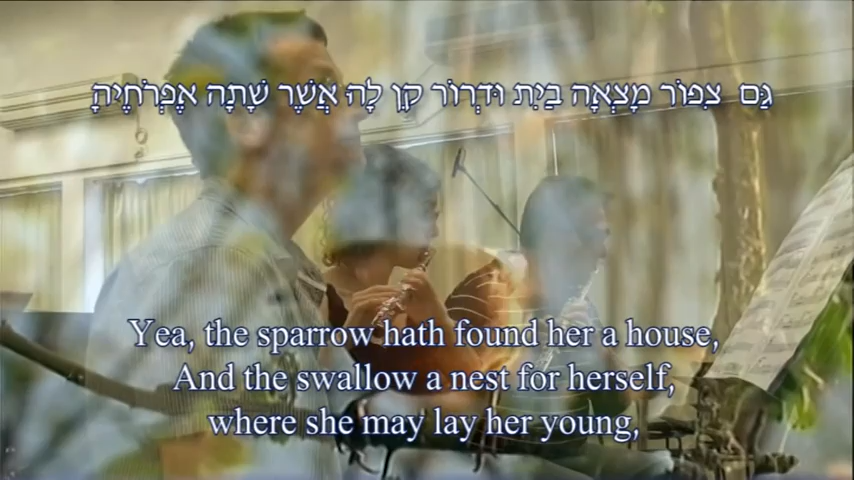 גַּם צִפּוֹר מָצְאָה בַיִת וּדְרוֹר קֵן לָהּ אֲשֶׁר שָׁתָה אֶפְרֹחֶיהָ
Yea, the sparrow hath found her a house,
And the swallow a nest for herself,
where she may lay her young,